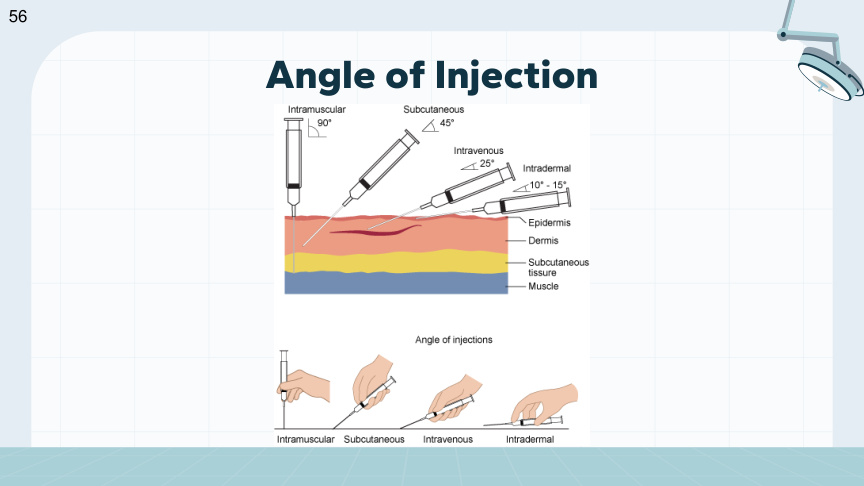 56
Angle of Injection
Intramuscular
90°
Subcutaneous
45°
Intravenous
25°
Intradermal
10° - 15°
Epidermis
Dermis
Subcutaneous
tissure
Muscle
Angle of injections
Intramuscular Subcutaneous Intravenous Intradermal